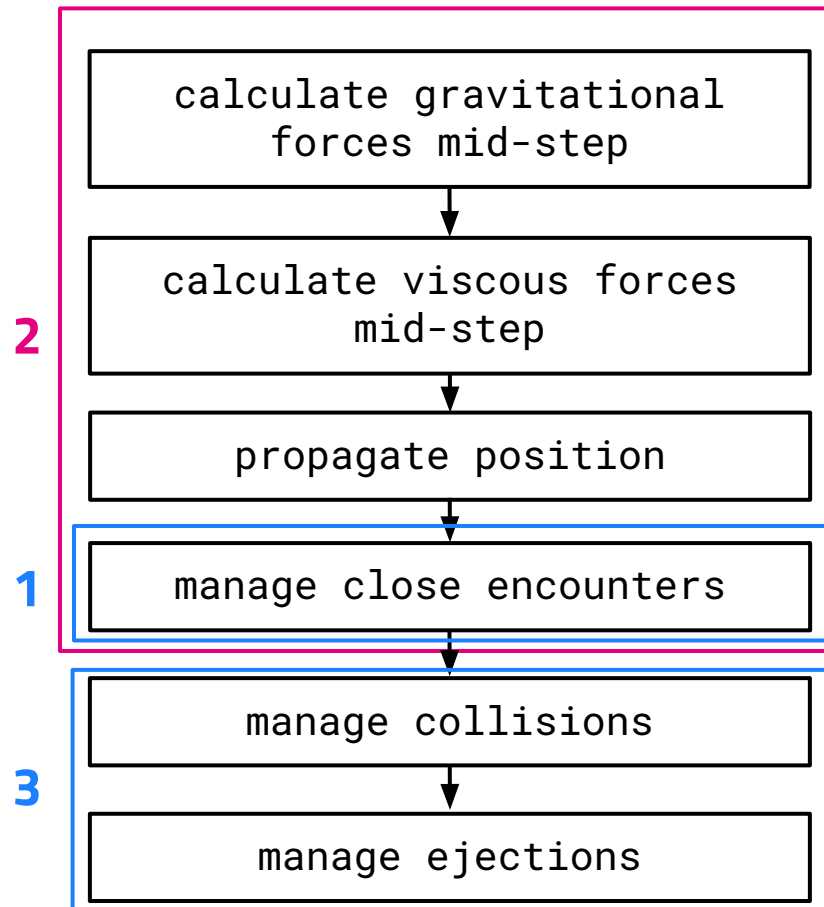 calculate gravitational
forces mid-step
calculate viscous forces
mid-step
2
propagate position
1
manage close encounters
manage collisions
3
manage ejections